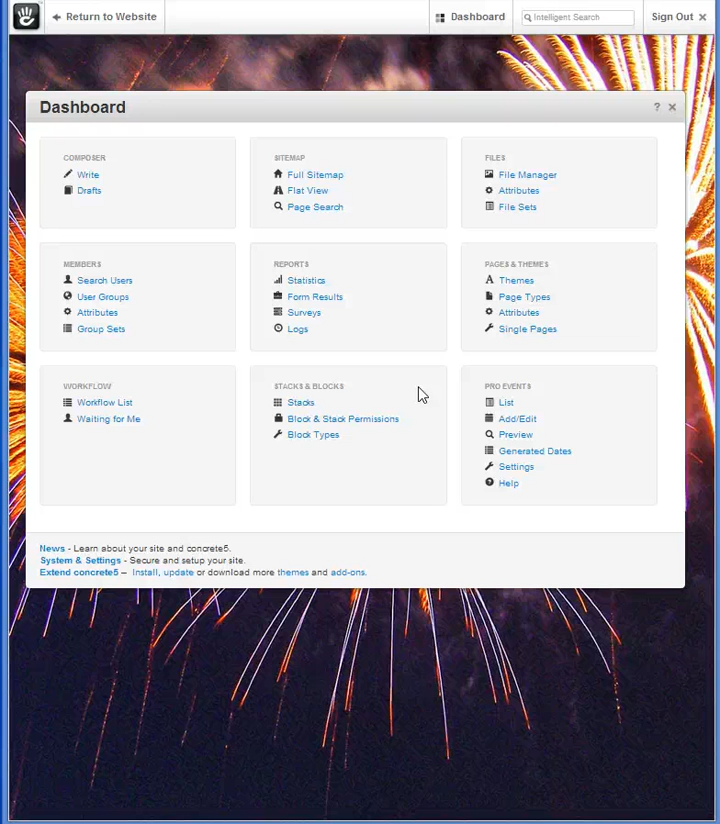 Return to Website
Dashboard
Intelligent Search
Sign Out ×
Dashboard
? ×
COMPOSER
Write
Drafts
SITEMAP
Full Sitemap
Flat View
Page Search
FILES
File Manager
Attributes
File Sets
MEMBERS
Search Users
User Groups
Attributes
Group Sets
REPORTS
Statistics
Form Results
Surveys
Logs
PAGES & THEMES
Themes
Page Types
Attributes
Single Pages
WORKFLOW
Workflow List
Waiting for Me
STACKS & BLOCKS
Stacks
Block & Stack Permissions
Block Types
PRO EVENTS
List
Add/Edit
Preview
Generated Dates
Settings
Help
News - Learn about your site and concrete5.
System & Settings - Secure and setup your site.
Extend concrete5 – Install, update or download more themes and add-ons.